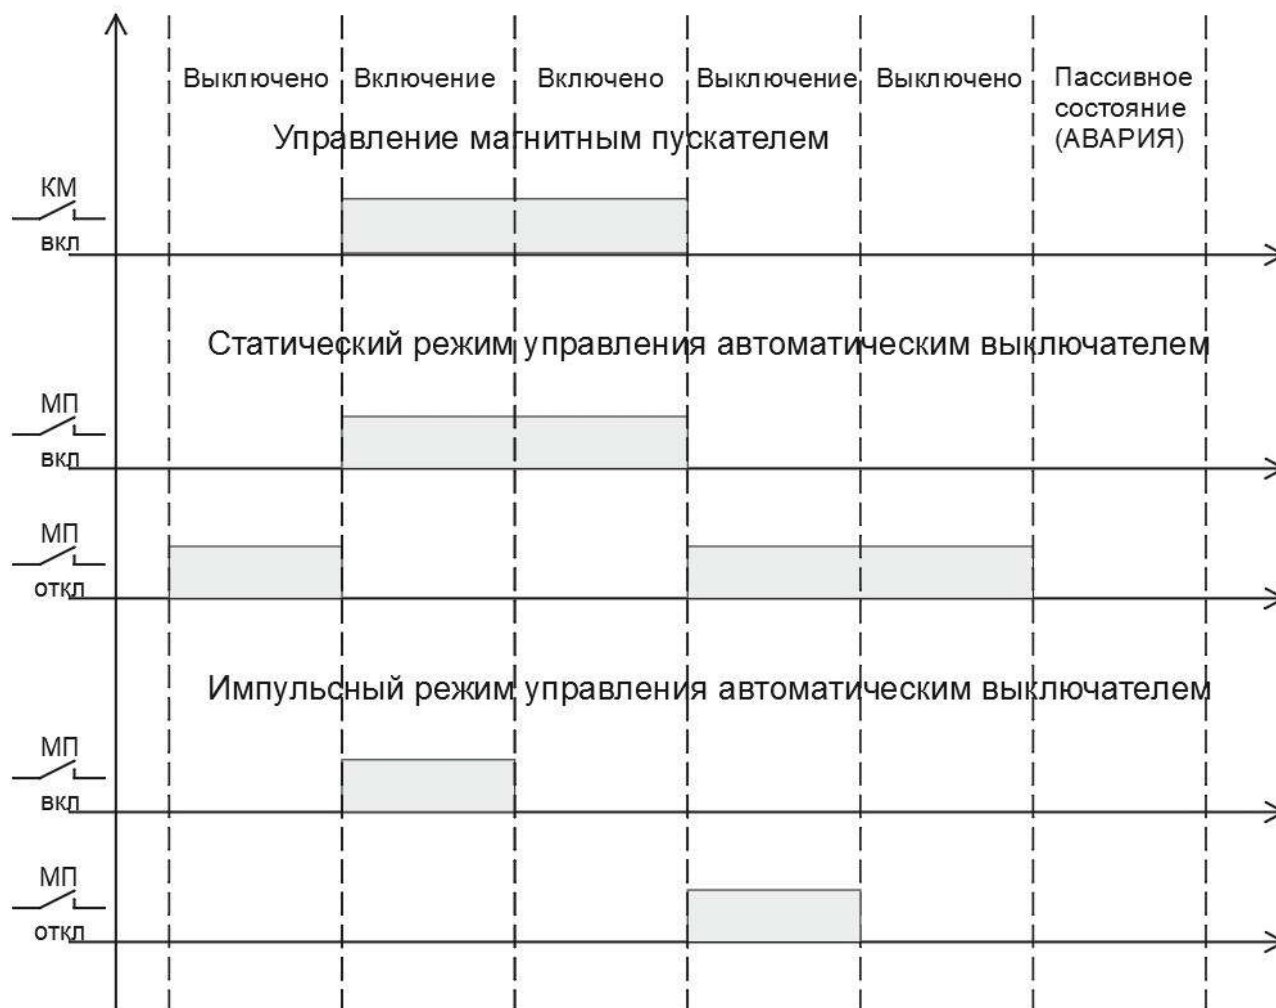 Выключено Включение Включено Выключение Выключено Пассивное
состояние
(АВАРИЯ)
Управление магнитным пускателем
КМ
вкл
Статический режим управления автоматическим выключателем
МП
вкл
МП
откл
Импульсный режим управления автоматическим выключателем
МП
вкл
МП
откл